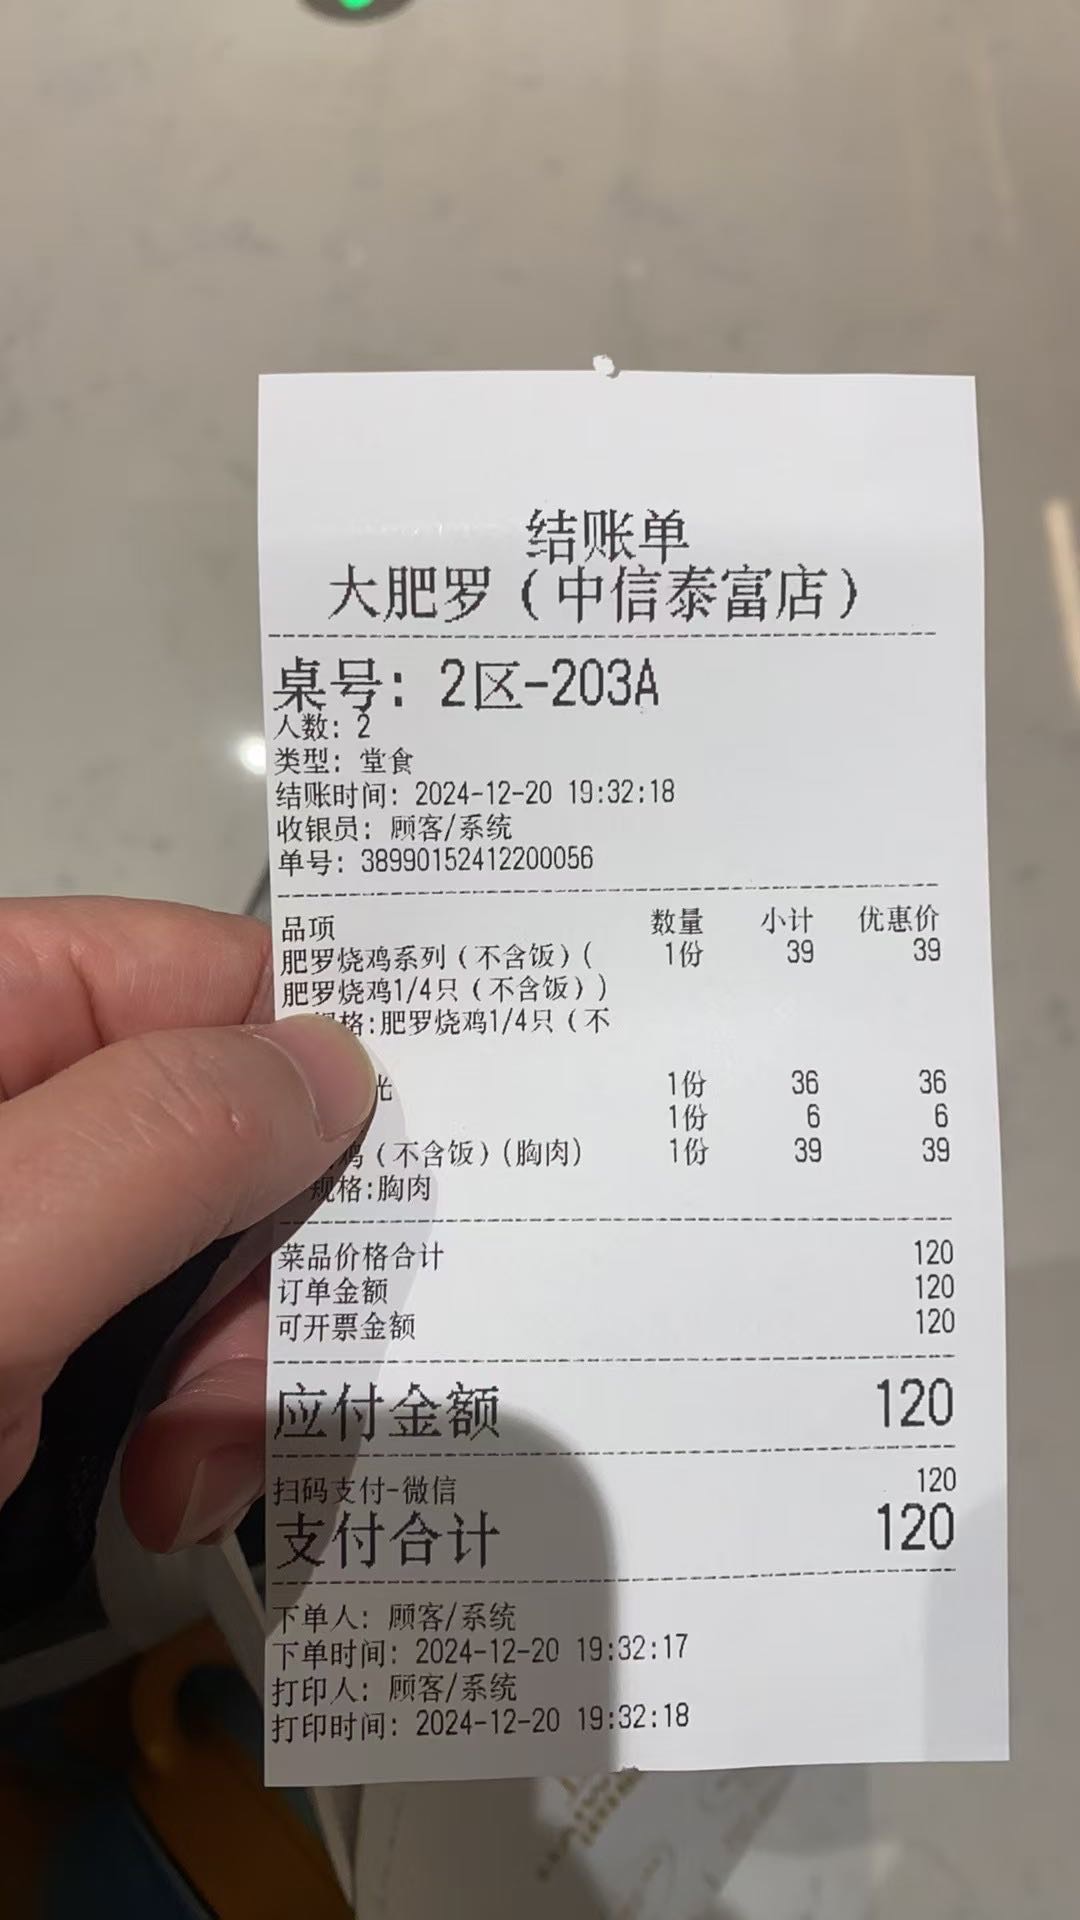 结账单
大肥罗（中信泰富店）
桌号: 2区-203A
人数: 2
类型: 堂食
结账时间: 2024-12-20 19:32:18
收银员: 顾客/系统
单号: 38990152412200056
品项 数量 小计 优惠价
肥罗烧鸡系列（不含饭）( 1份 39 39
肥罗烧鸡1/4只（不含饭）)
规格:肥罗烧鸡1/4只（不
光 1份 36 36
1份 6 6
鸡（不含饭）(胸肉) 1份 39 39
规格:胸肉
菜品价格合计 120
订单金额 120
可开票金额 120
应付金额 120
扫码支付-微信 120
支付合计 120
下单人: 顾客/系统
下单时间: 2024-12-20 19:32:17
打印人: 顾客/系统
打印时间: 2024-12-20 19:32:18